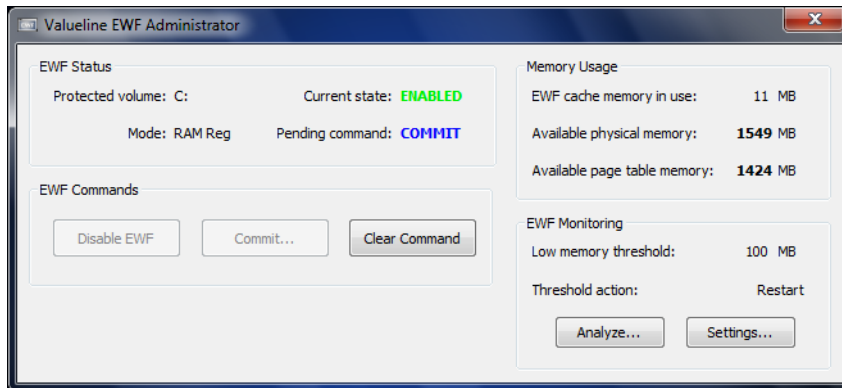 Valueline EWF Administrator
EWF Status
Protected volume: C: Current state: ENABLED
Mode: RAM Reg Pending command: COMMIT
EWF Commands
Disable EWF Commit... Clear Command
Memory Usage
EWF cache memory in use: 11 MB
Available physical memory: 1549 MB
Available page table memory: 1424 MB
EWF Monitoring
Low memory threshold: 100 MB
Threshold action: Restart
Analyze... Settings...